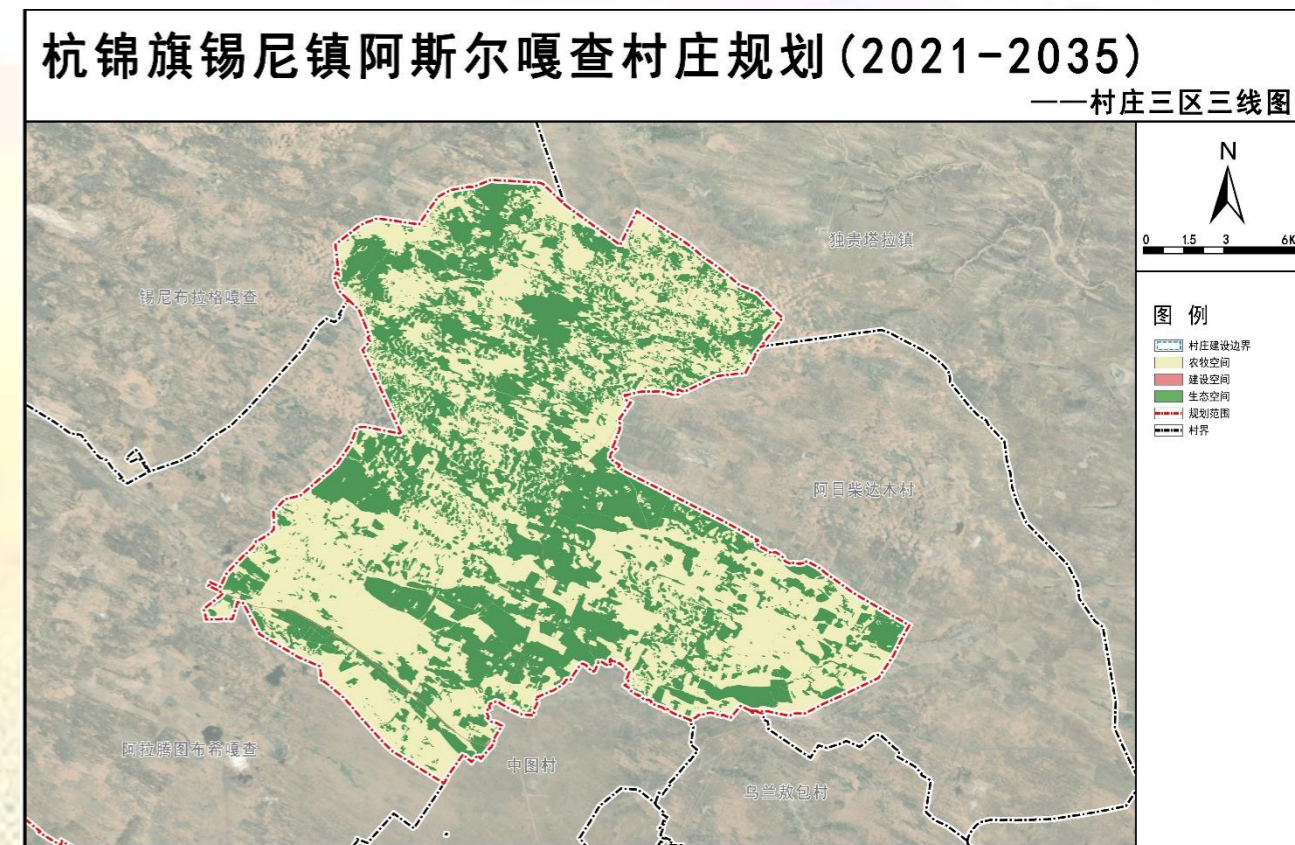 杭锦旗锡尼镇阿斯尔嘎查村庄规划(2021-2035)
——村庄三区三线图
N
0 1.5 3 6K
独贵塔拉镇
锡尼布拉格嘎查
图 例
村庄建设边界
农牧空间
建设空间
生态空间
规划范围
村界
阿日柴达木村
阿拉腾图布希嘎查
中图村
乌兰敖包村